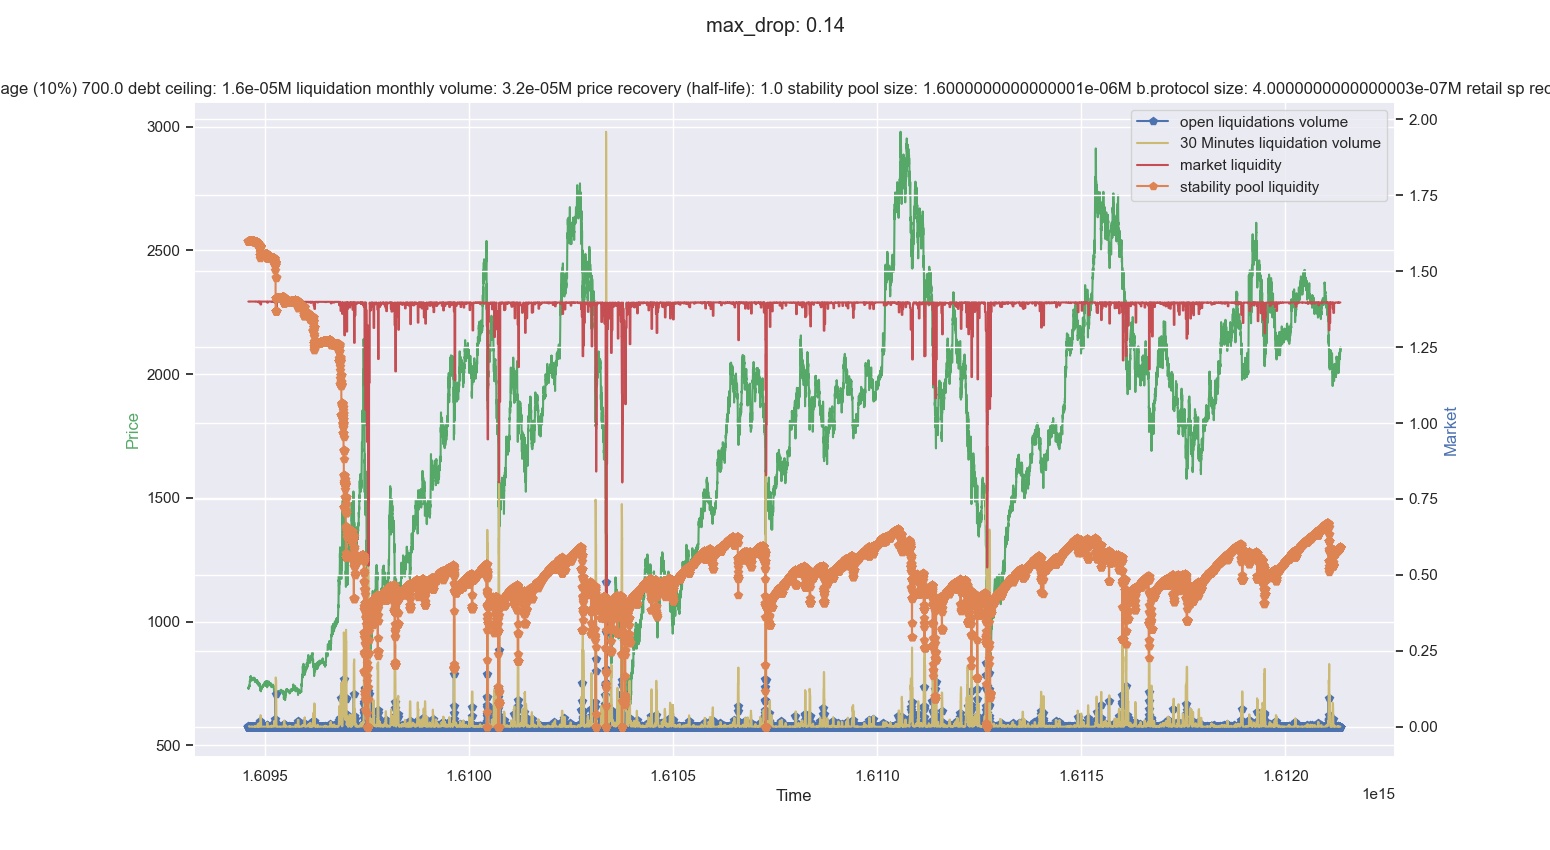 max_drop: 0.14
age (10%) 700.0 debt ceiling: 1.6e-05M liquidation monthly volume: 3.2e-05M price recovery (half-life): 1.0 stability pool size: 1.6000000000000001e-06M b.protocol size: 4.0000000000000003e-07M retail sp rec
open liquidations volume
30 Minutes liquidation volume
market liquidity
stability pool liquidity
3000
2500
2000
1500
1000
500
Price
2.00
1.75
1.50
1.25
1.00
0.75
0.50
0.25
0.00
Market
1.6095
1.6100
1.6105
1.6110
1.6115
1.6120
1e15
Time